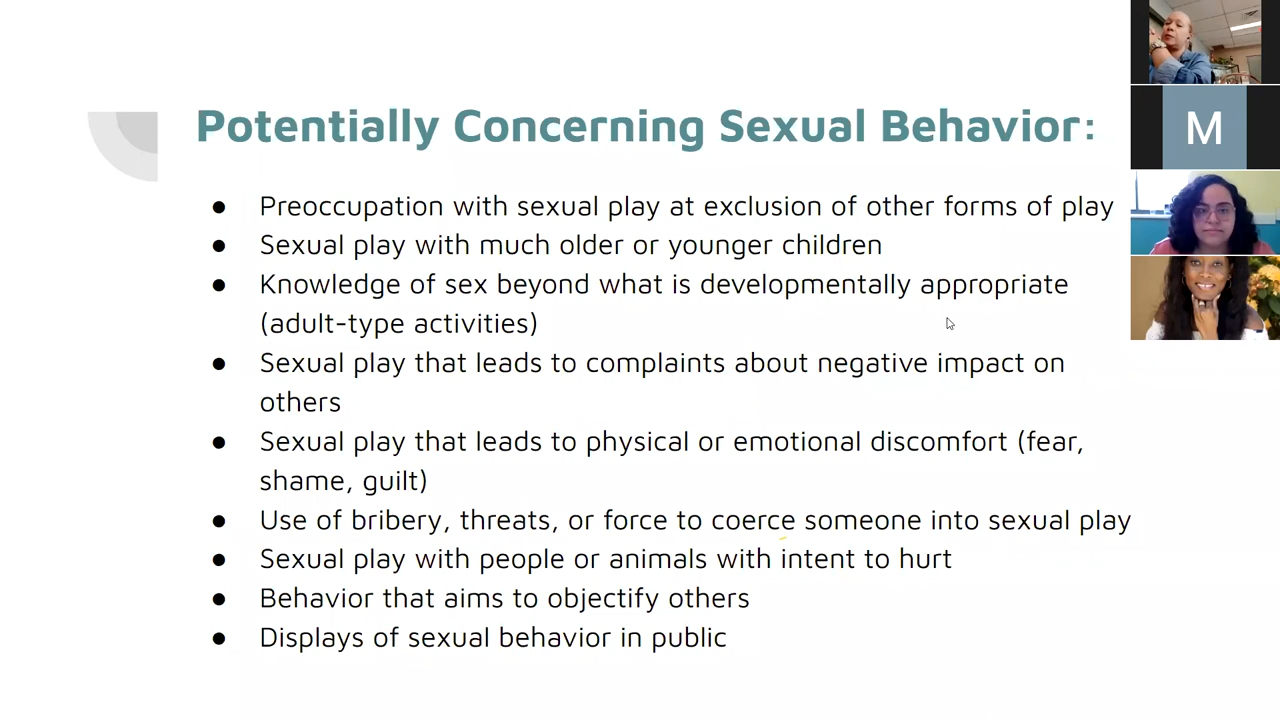 Potentially Concerning Sexual Behavior:
● Preoccupation with sexual play at exclusion of other forms of play
● Sexual play with much older or younger children
● Knowledge of sex beyond what is developmentally appropriate
(adult-type activities)
● Sexual play that leads to complaints about negative impact on
others
● Sexual play that leads to physical or emotional discomfort (fear,
shame, guilt)
● Use of bribery, threats, or force to coerce someone into sexual play
● Sexual play with people or animals with intent to hurt
● Behavior that aims to objectify others
● Displays of sexual behavior in public
M